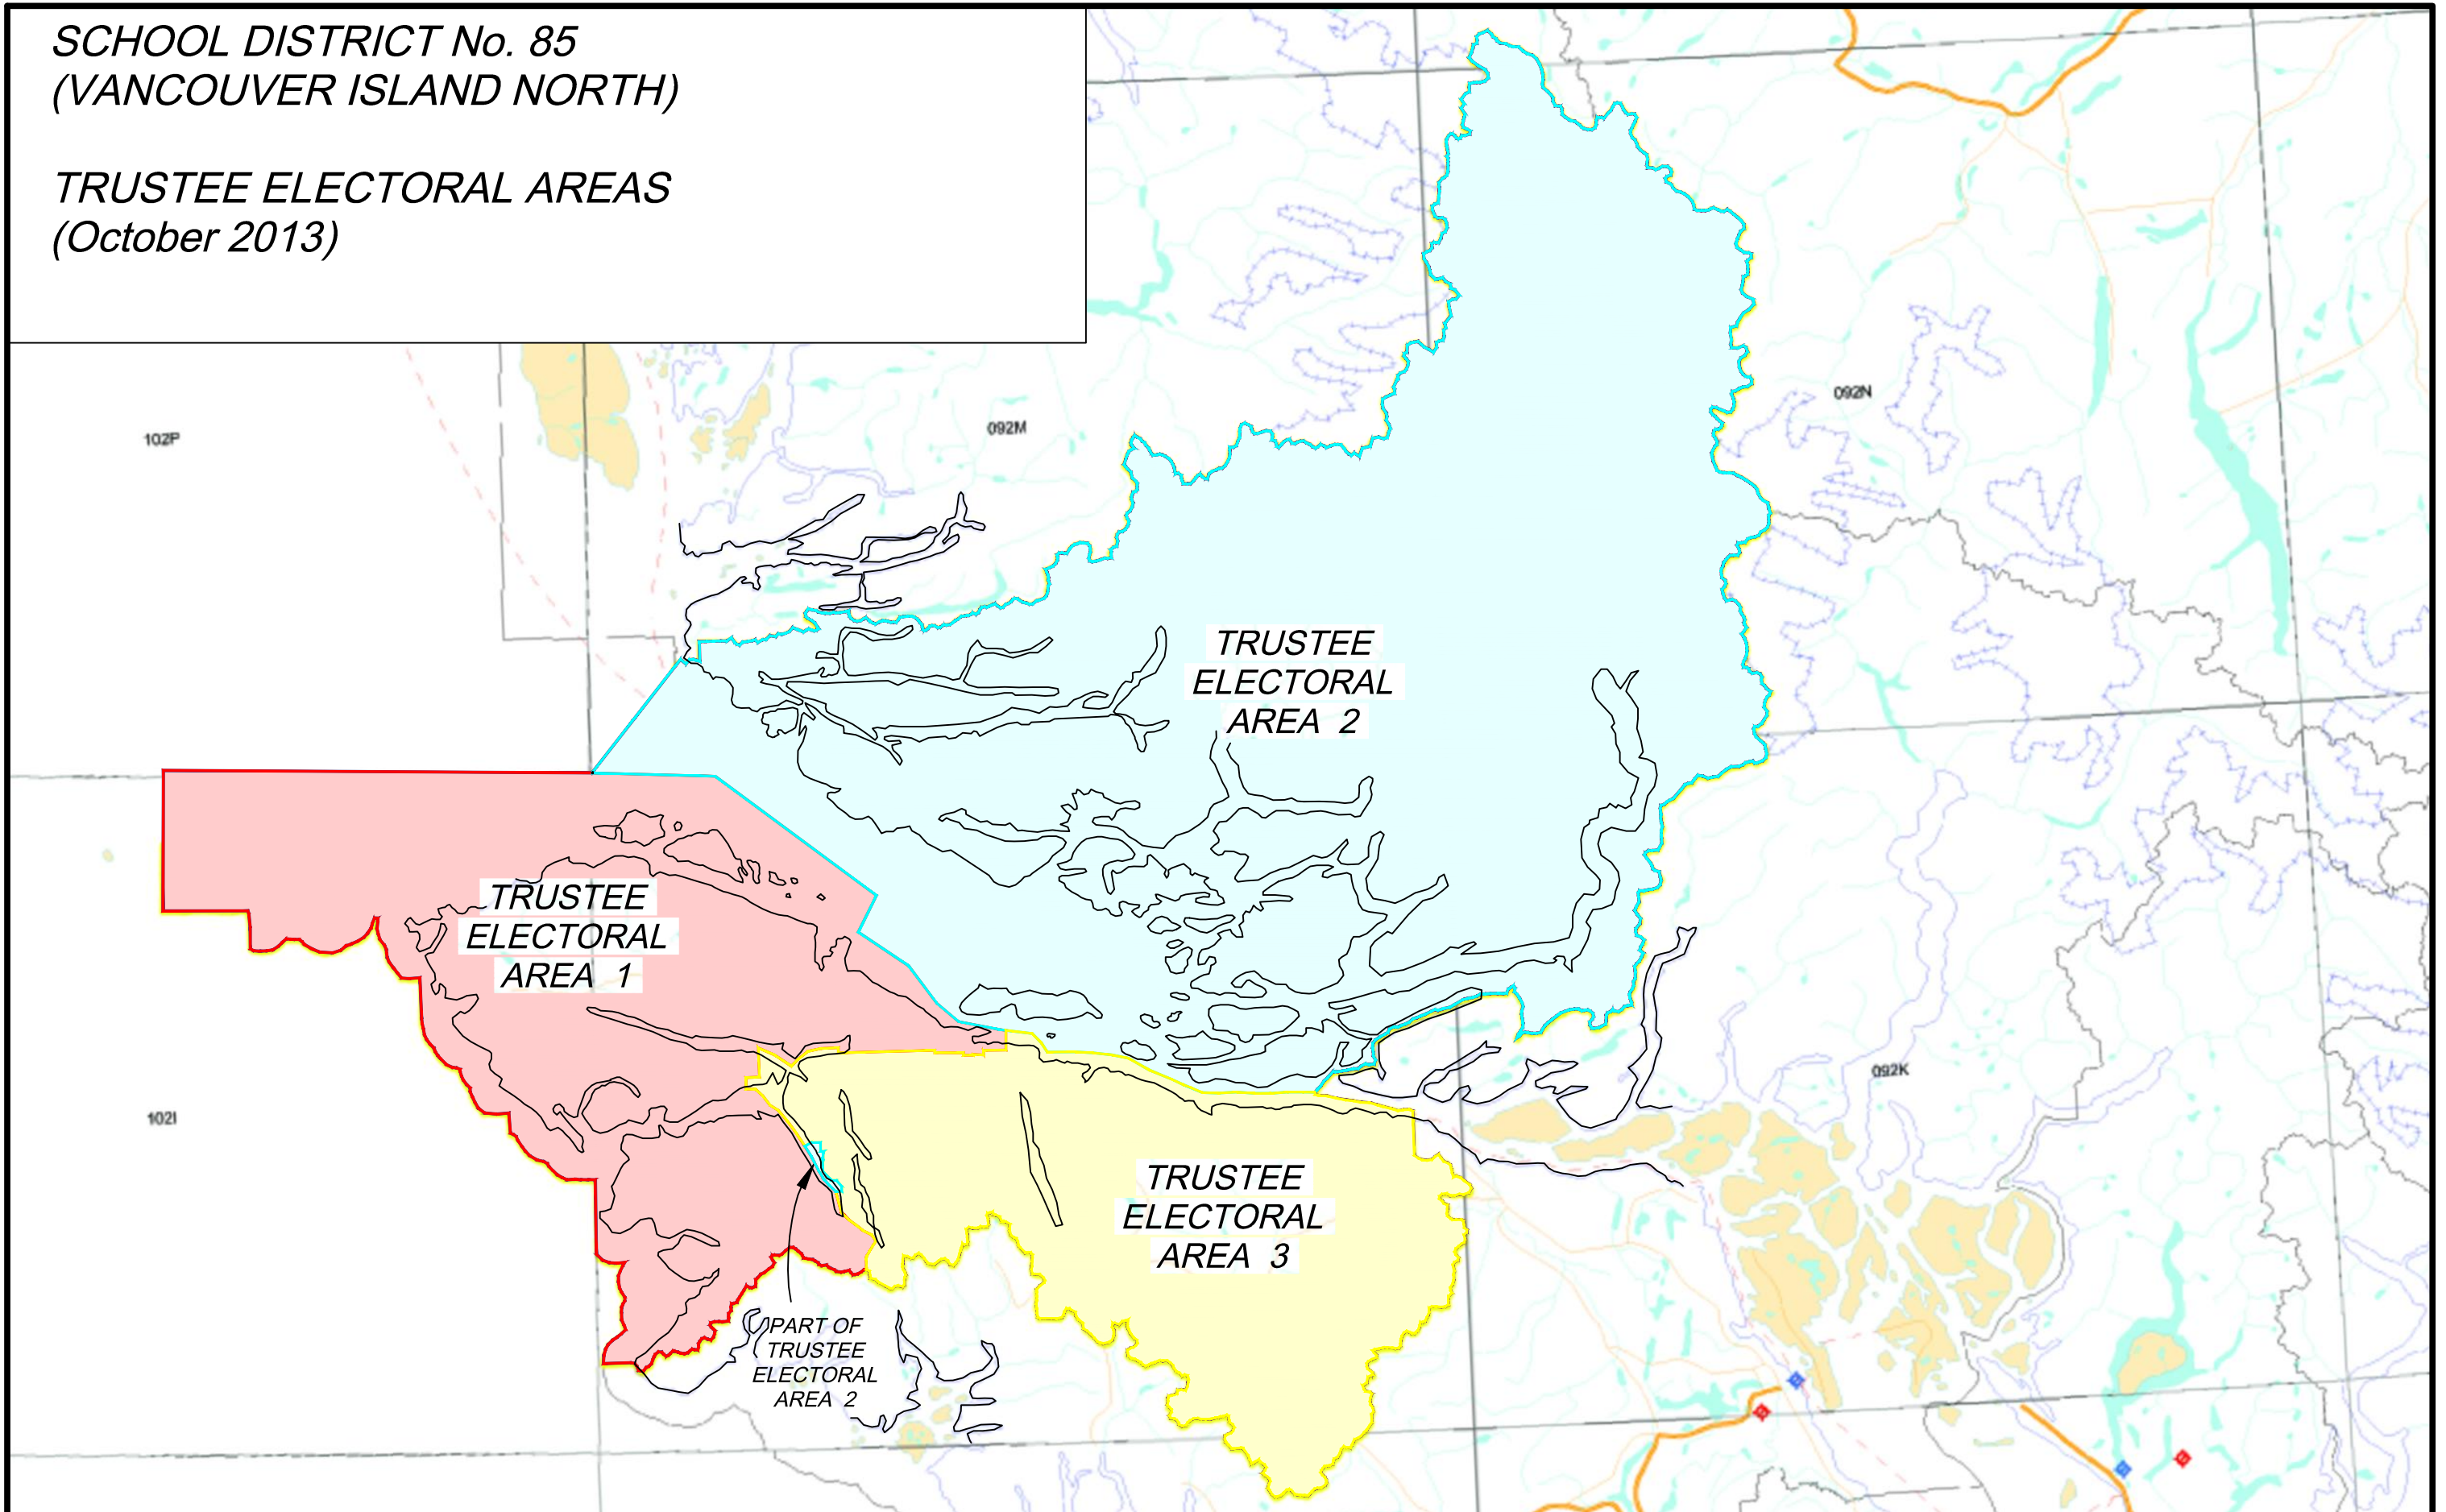 SCHOOL DISTRICT No. 85
(VANCOUVER ISLAND NORTH)
TRUSTEE ELECTORAL AREAS
(October 2013)
102P
092M
092N
TRUSTEE
ELECTORAL
AREA 2
TRUSTEE
ELECTORAL
AREA 1
102I
092K
TRUSTEE
ELECTORAL
AREA 3
PART OF
TRUSTEE
ELECTORAL
AREA 2